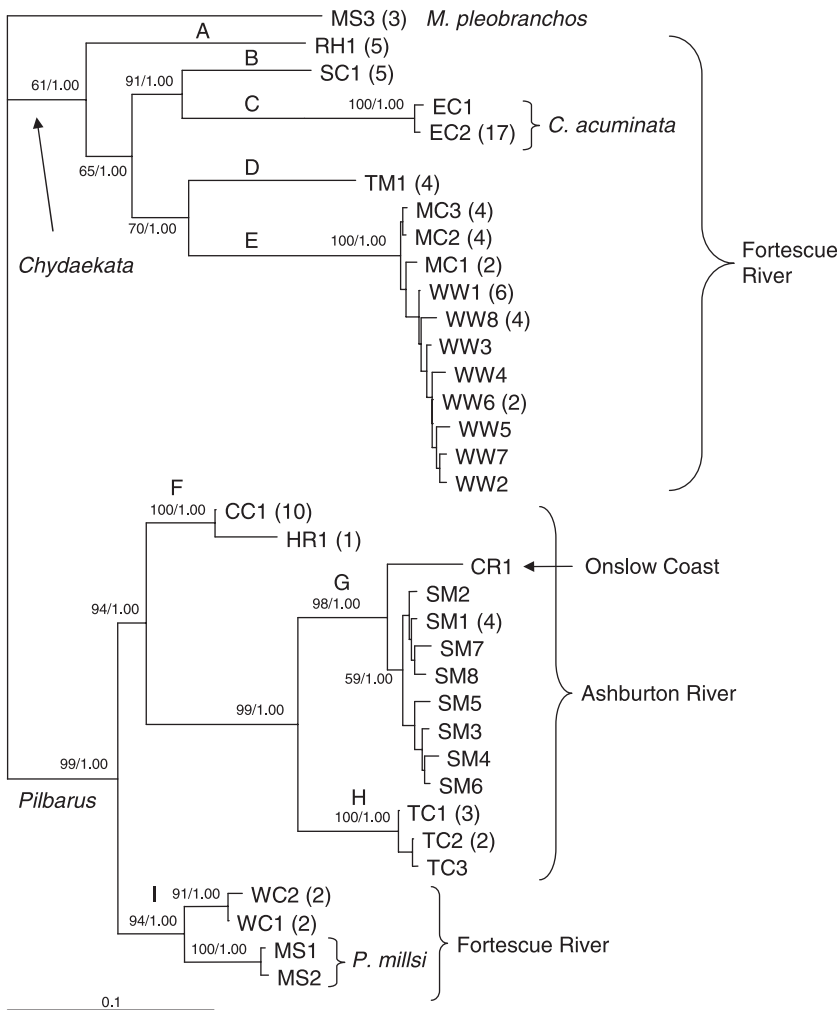 MS3 (3) M. pleobranchos
A
RH1 (5)
B
61/1.00
91/1.00
SC1 (5)
C
100/1.00
EC1
EC2 (17)
C. acuminata
65/1.00
D
TM1 (4)
70/1.00
E
100/1.00
Chydaekata
MC3 (4)
MC2 (4)
MC1 (2)
WW1 (6)
WW8 (4)
WW3
WW4
WW6 (2)
WW5
WW7
WW2
Fortescue
River
F
100/1.00
CC1 (10)
HR1 (1)
94/1.00
CR1
Onslow Coast
G
98/1.00
SM2
SM1 (4)
SM7
SM8
59/1.00
SM5
SM3
SM4
SM6
99/1.00
Ashburton River
H
100/1.00
TC1 (3)
TC2 (2)
TC3
99/1.00
Pilbarus
I
91/1.00
WC2 (2)
WC1 (2)
94/1.00
100/1.00
MS1
MS2
P. millsi
Fortescue River
0.1